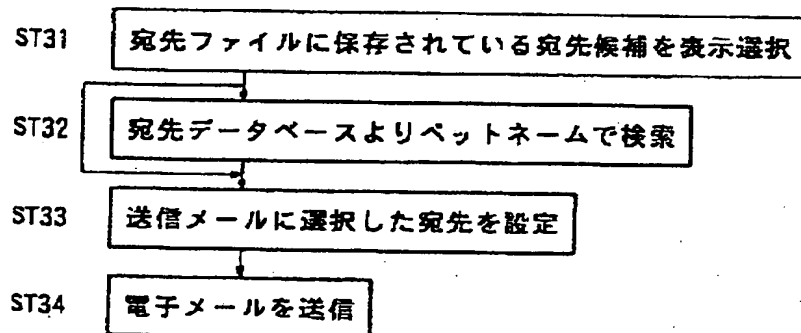 ST31 宛先ファイルに保存されている宛先候補を表示選択
ST32 宛先データベースよりペットネームで検索
ST33 送信メールに選択した宛先を設定
ST34 電子メールを送信